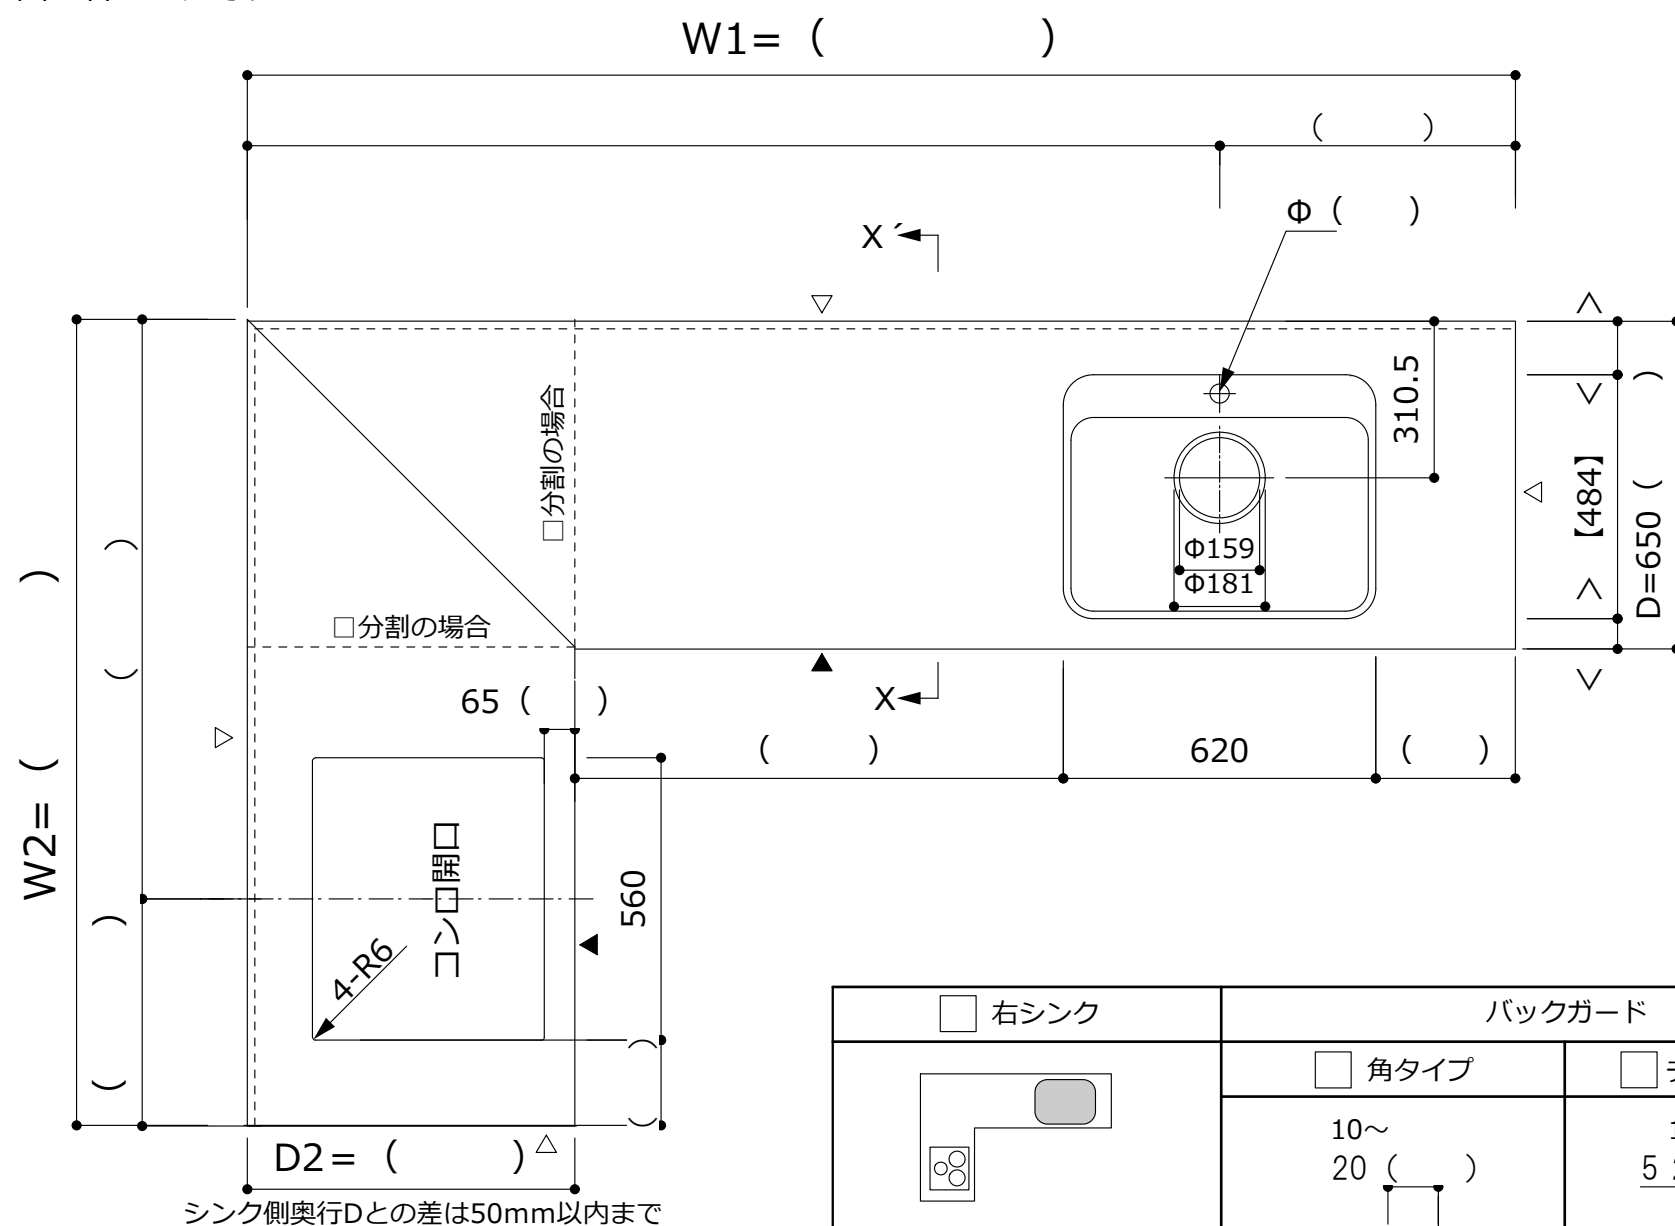 W1=（　　　）
（　　）
Φ（　　）
X´
310.5
【484】
D=650（　　）
□分割の場合
Φ159
Φ181
□分割の場合
65（　　）
X
（　　）
620
（　　）
W2=（　　　）
（　　）
（　　）
コンロ開口
560
4-R6
（　　）
D2=（　　　）
シンク側奥行Dとの差は50mm以内まで
□ 右シンク
バックガード
□ 角タイプ
10～
20（　　）